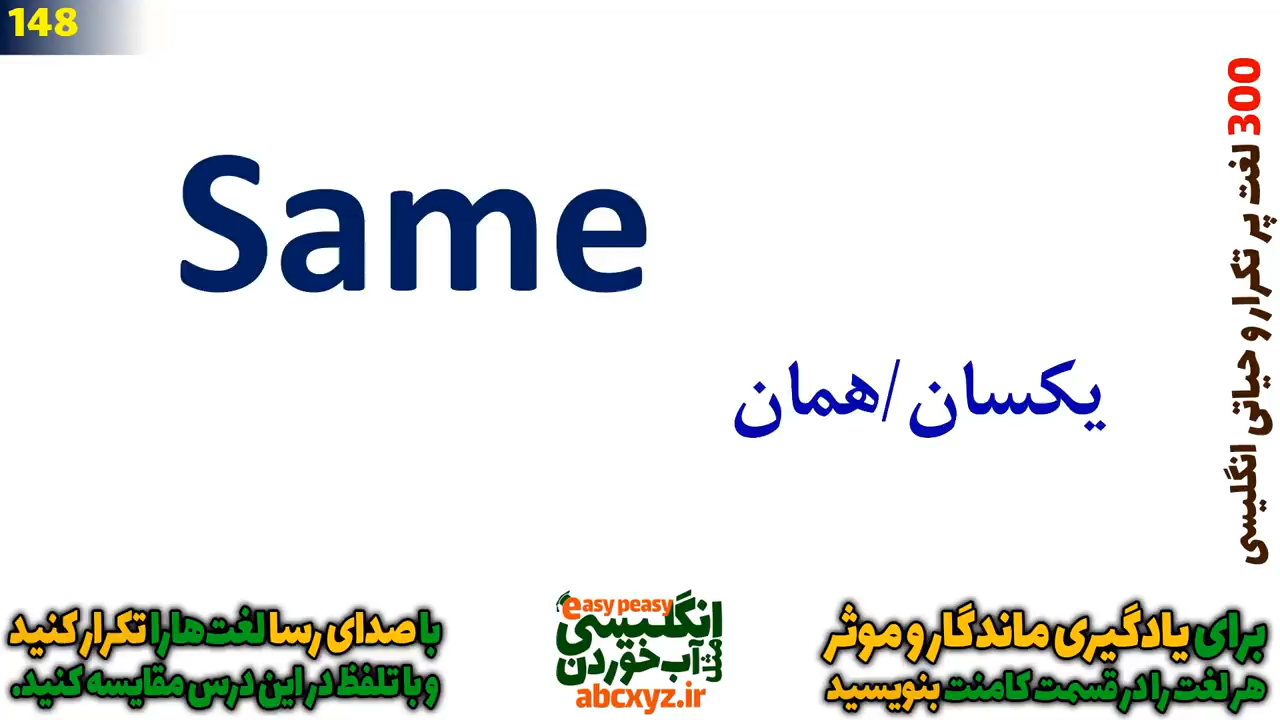 148
Same
یکسان/همان
300 لغت پر تکرار و حیاتی انگلیسی
برای یادگیری ماندگار و موثر
هر لغت را در قسمت کامنت بنویسید
easy peasy
انگلیسی
مثل آب خوردن
abcxyz.ir
با صدای رسا لغت‌ها را تکرار کنید
و با تلفظ در این درس مقایسه کنید.